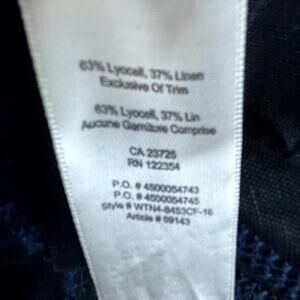 63% Lyocell, 37% Linen
Exclusive Of Trim
63% Lyocell, 37% Lin
Aucune Garniture Comprise
CA 23725
RN 122354
P.O. # 4500054743
P.O. # 4500054745
Style # WTN4-8453CF-16
Article # 59143